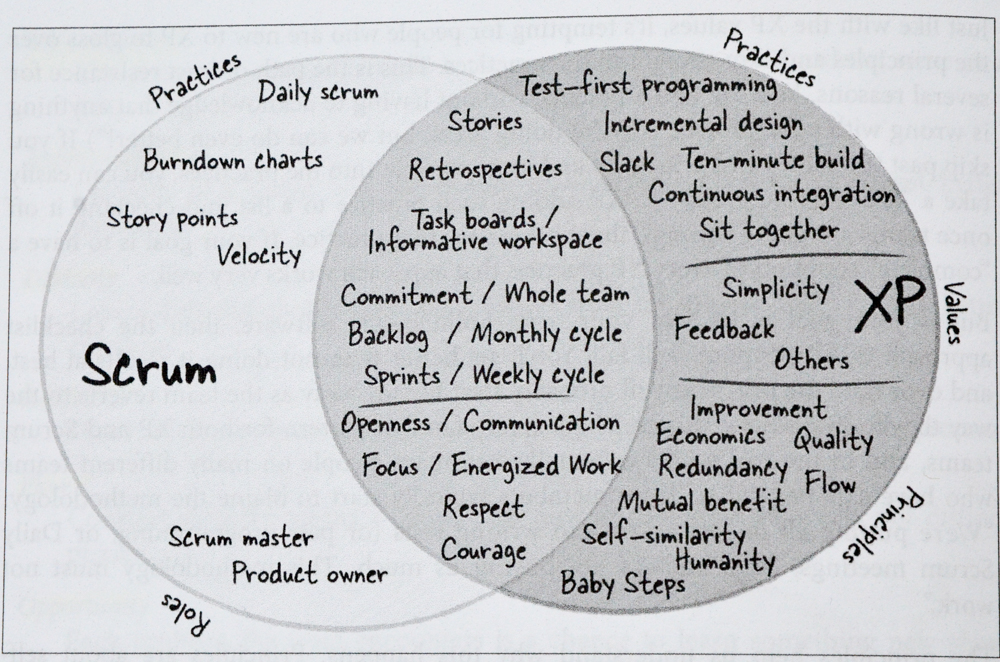 Practices
Daily scrum
Burndown charts
Story points
Velocity
Scrum
Scrum master
Product owner
Roles
Stories
Retrospectives
Task boards /
Informative workspace
Commitment / Whole team
Backlog / Monthly cycle
Sprints / Weekly cycle
Openness / Communication
Focus / Energized Work
Respect
Courage
Practices
Test-first programming
Incremental design
Slack Ten-minute build
Continuous integration
Sit together
XP
Values
Simplicity
Feedback
Others
Principles
Improvement
Economics Quality
Redundancy
Flow
Mutual benefit
Self-similarity
Humanity
Baby Steps